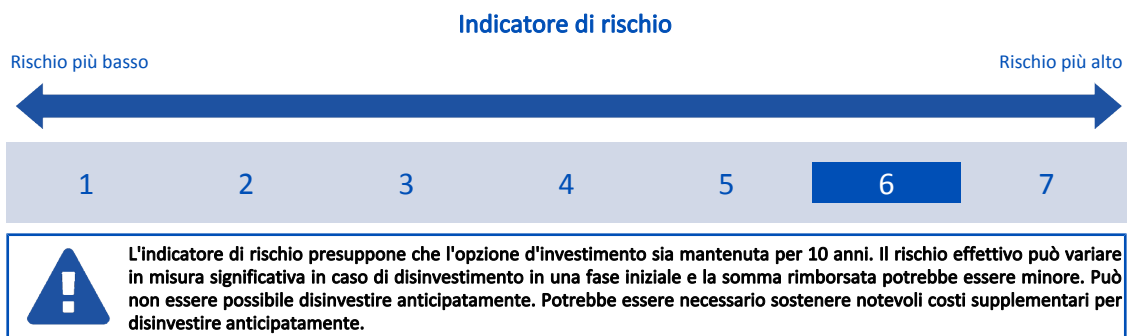 Indicatore di rischio
Rischio più basso
Rischio più alto
1 2 3 4 5 6 7
L'indicatore di rischio presuppone che l'opzione d'investimento sia mantenuta per 10 anni. Il rischio effettivo può variare
in misura significativa in caso di disinvestimento in una fase iniziale e la somma rimborsata potrebbe essere minore. Può
non essere possibile disinvestire anticipatamente. Potrebbe essere necessario sostenere notevoli costi supplementari per
disinvestire anticipatamente.